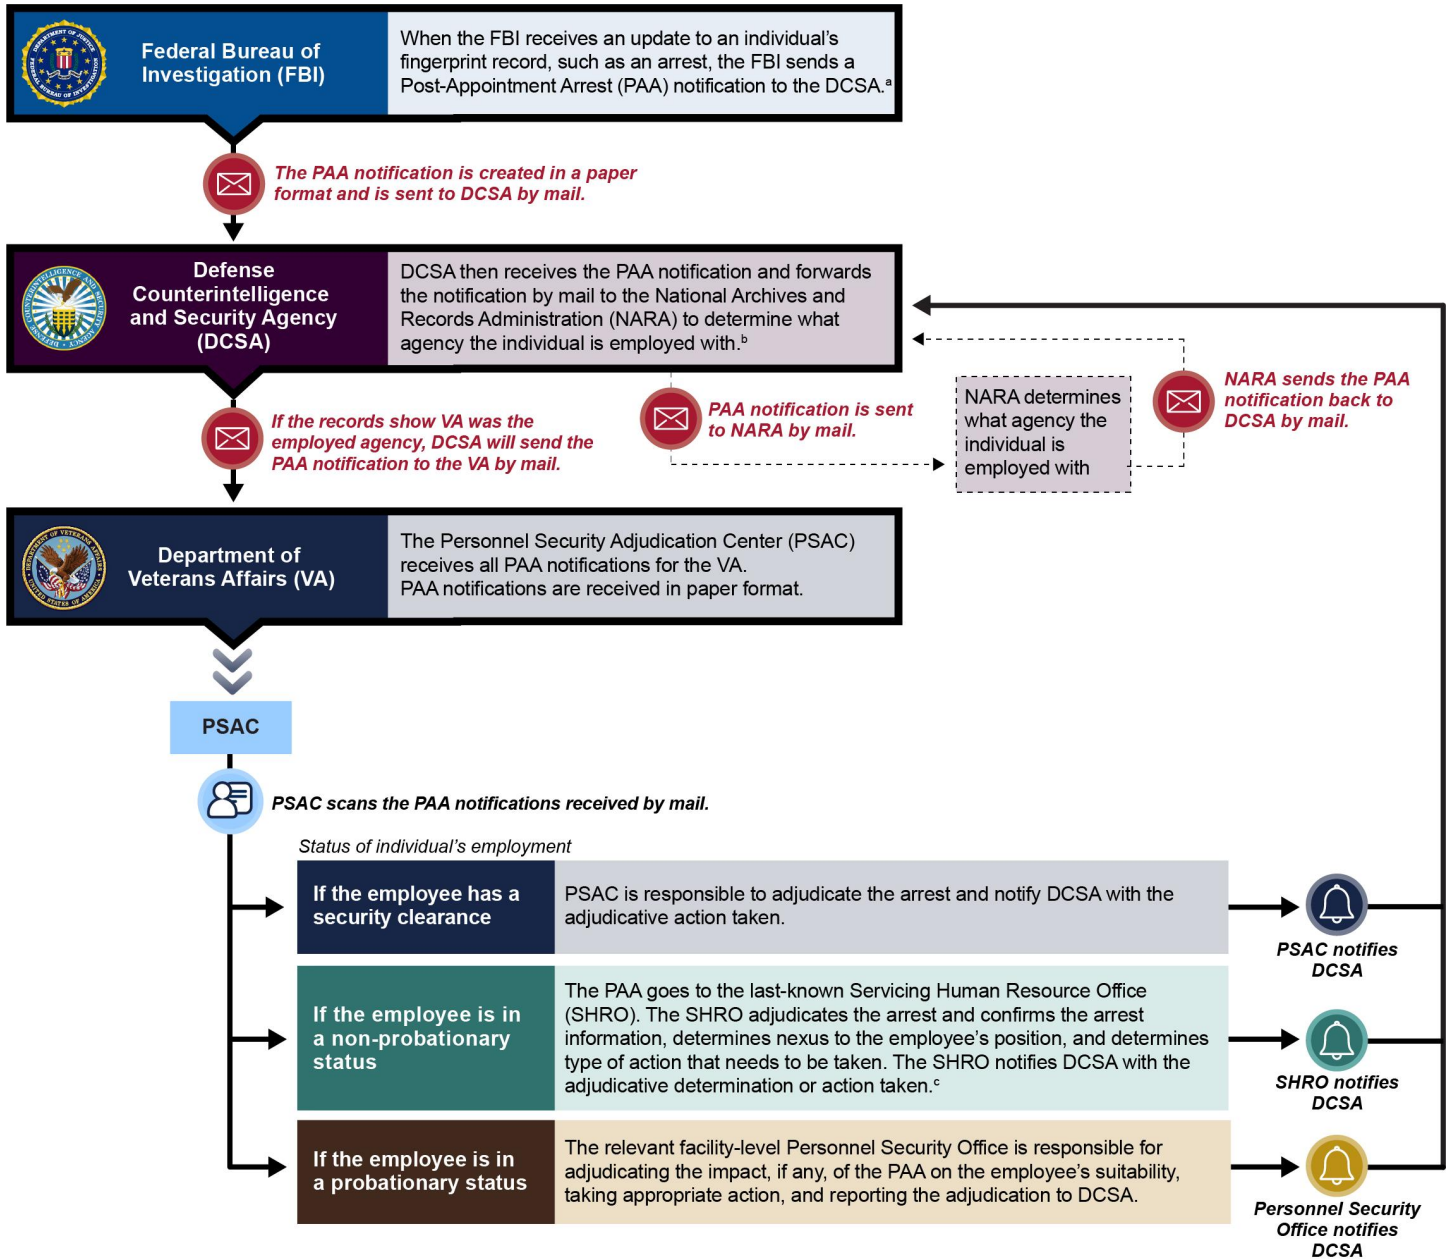 Federal Bureau of
Investigation (FBI)
When the FBI receives an update to an individual’s
fingerprint record, such as an arrest, the FBI sends a
Post-Appointment Arrest (PAA) notification to the DCSA.ª
The PAA notification is created in a paper
format and is sent to DCSA by mail.
Defense
Counterintelligence
and Security Agency
(DCSA)
DCSA then receives the PAA notification and forwards
the notification by mail to the National Archives and
Records Administration (NARA) to determine what
agency the individual is employed with.ᵇ
If the records show VA was the
employed agency, DCSA will send the
PAA notification to the VA by mail.
PAA notification is sent
to NARA by mail.
NARA determines
what agency the
individual is
employed with
NARA sends the PAA
notification back to
DCSA by mail.
Department of
Veterans Affairs (VA)
The Personnel Security Adjudication Center (PSAC)
receives all PAA notifications for the VA.
PAA notifications are received in paper format.
PSAC
PSAC scans the PAA notifications received by mail.
Status of individual’s employment
If the employee has a
security clearance
PSAC is responsible to adjudicate the arrest and notify DCSA with the
adjudicative action taken.
PSAC notifies
DCSA
If the employee is in
a non-probationary
status
The PAA goes to the last-known Servicing Human Resource Office
(SHRO). The SHRO adjudicates the arrest and confirms the arrest
information, determines nexus to the employee’s position, and determines
type of action that needs to be taken. The SHRO notifies DCSA with the
adjudicative determination or action taken.ᶜ
SHRO notifies
DCSA
If the employee is in
a probationary status
The relevant facility-level Personnel Security Office is responsible for
adjudicating the impact, if any, of the PAA on the employee’s suitability,
taking appropriate action, and reporting the adjudication to DCSA.
Personnel Security
Office notifies
DCSA